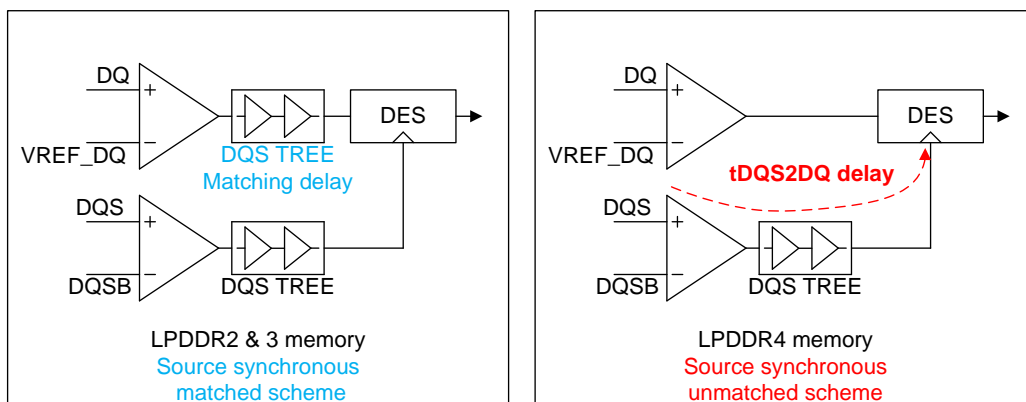 DQ
+
VREF_DQ
−
DES
DQS TREE
Matching delay
DQS
+
DQSB
−
DQS TREE
LPDDR2 & 3 memory
Source synchronous
matched scheme
DQ
+
VREF_DQ
−
DES
tDQS2DQ delay
DQS
+
DQSB
−
DQS TREE
LPDDR4 memory
Source synchronous
unmatched scheme